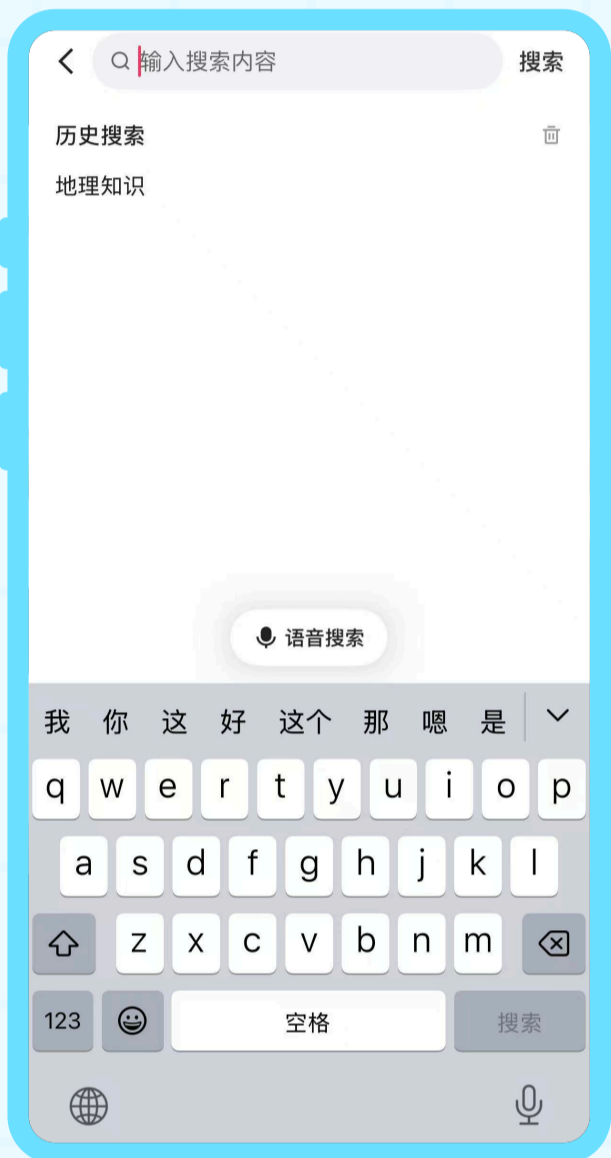 输入搜索内容 搜索
历史搜索
地理知识
语音搜索
我 你 这 好 这个 那 嗯 是
q w e r t y u i o p
a s d f g h j k l
z x c v b n m
123 空格 搜索